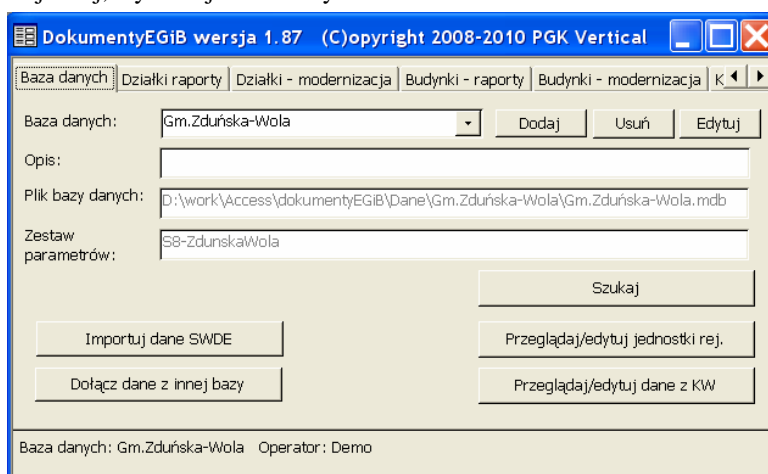 DokumentyEGiB wersja 1.87 (C)opyright 2008-2010 PGK Vertical
Baza danych Działki raporty Działki - modernizacja Budynki - raporty Budynki - modernizacja K
Baza danych: Gm.Zduńska-Wola Dodaj Usuń Edytuj
Opis:
Plik bazy danych: D:\work\Access\dokumentyEGiB\Dane\Gm.Zduńska-Wola\Gm.Zduńska-Wola.mdb
Zestaw
parametrów: S8-ZdunskaWola
Szukaj
Importuj dane SWDE Przeglądaj/edytuj jednostki rej.
Dołącz dane z innej bazy Przeglądaj/edytuj dane z KW
Baza danych: Gm.Zduńska-Wola Operator: Demo